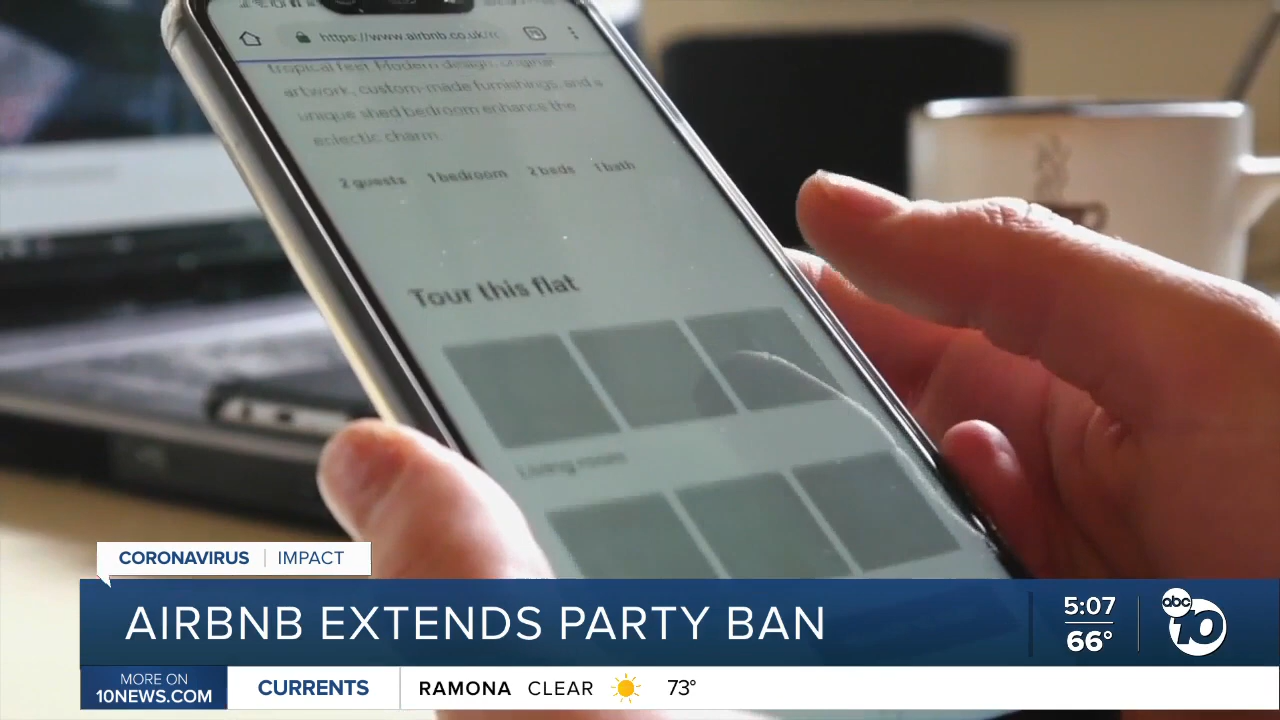 https://www.airbnb.co.uk/rc
tropical feel. Modern design, original
artwork, custom-made furnishings, and a
unique shed bedroom enhance the
eclectic charm.
2 guests 1 bedroom 2 beds 1 bath
Tour this flat
Living room
CORONAVIRUS IMPACT
AIRBNB EXTENDS PARTY BAN
5:07
66°
abc 10
MORE ON
10NEWS.COM
CURRENTS
RAMONA CLEAR 73°